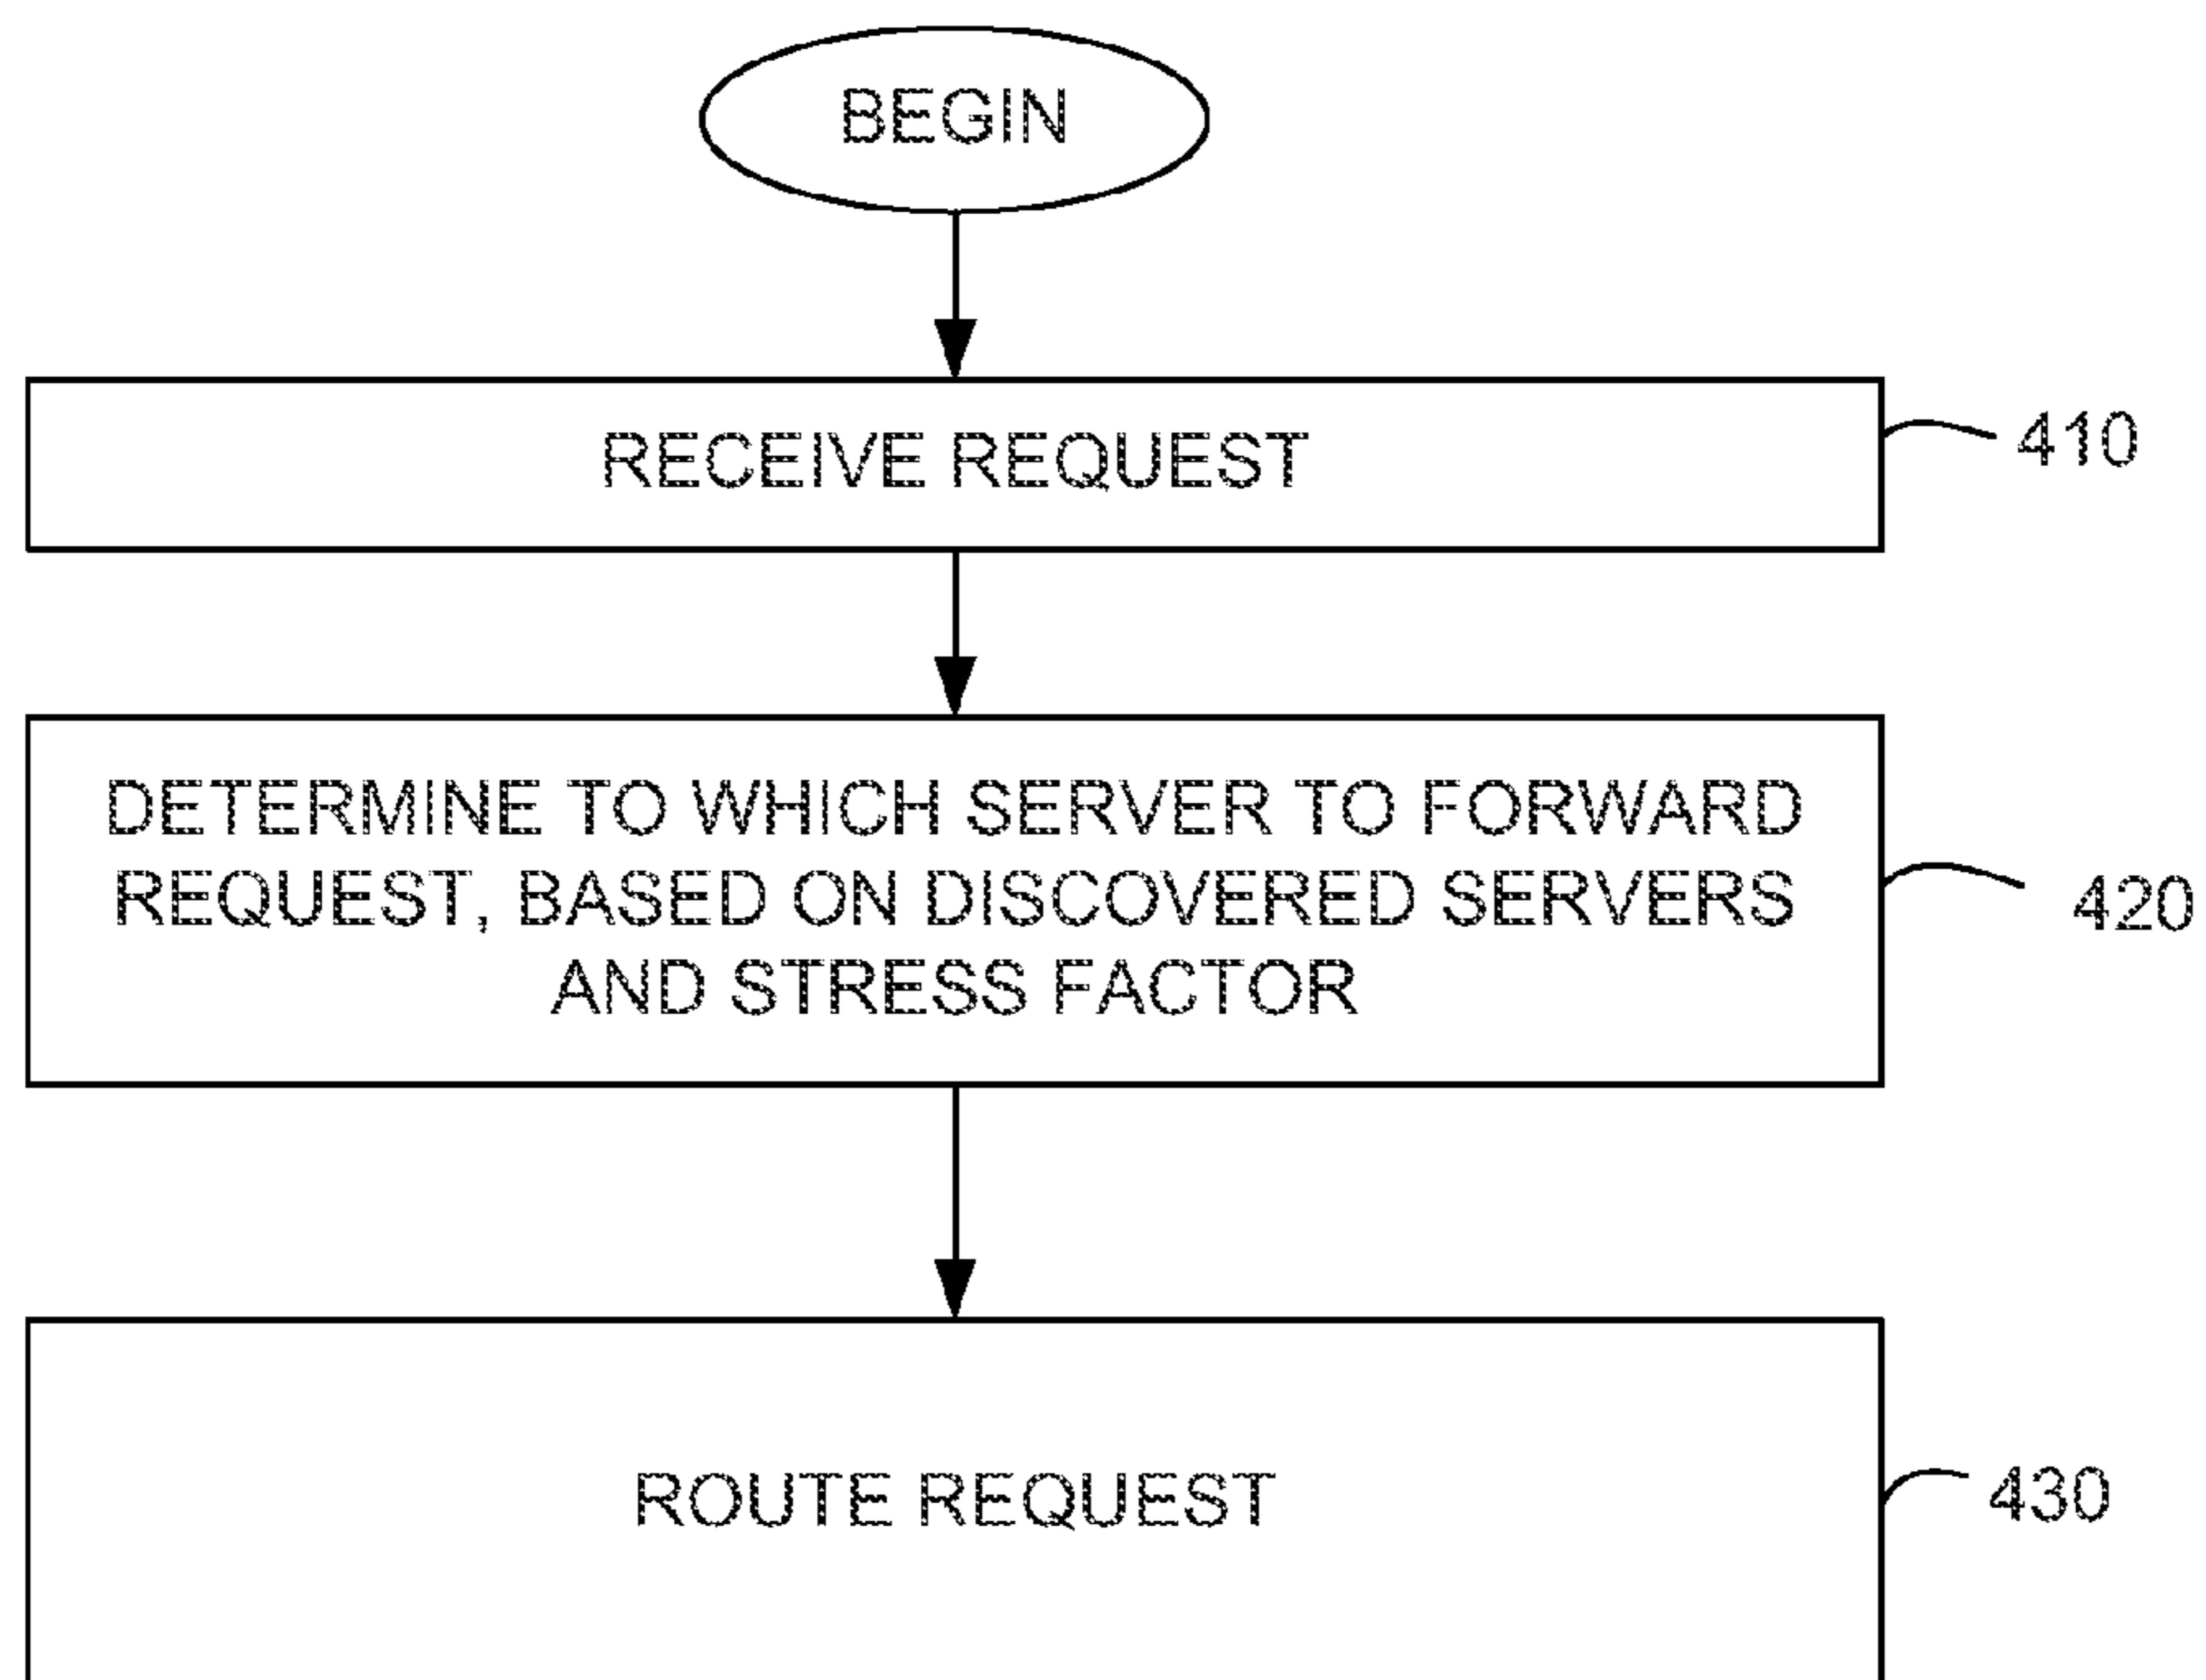 BEGIN
RECEIVE REQUEST
410
DETERMINE TO WHICH SERVER TO FORWARD
REQUEST, BASED ON DISCOVERED SERVERS
AND STRESS FACTOR
420
ROUTE REQUEST
430